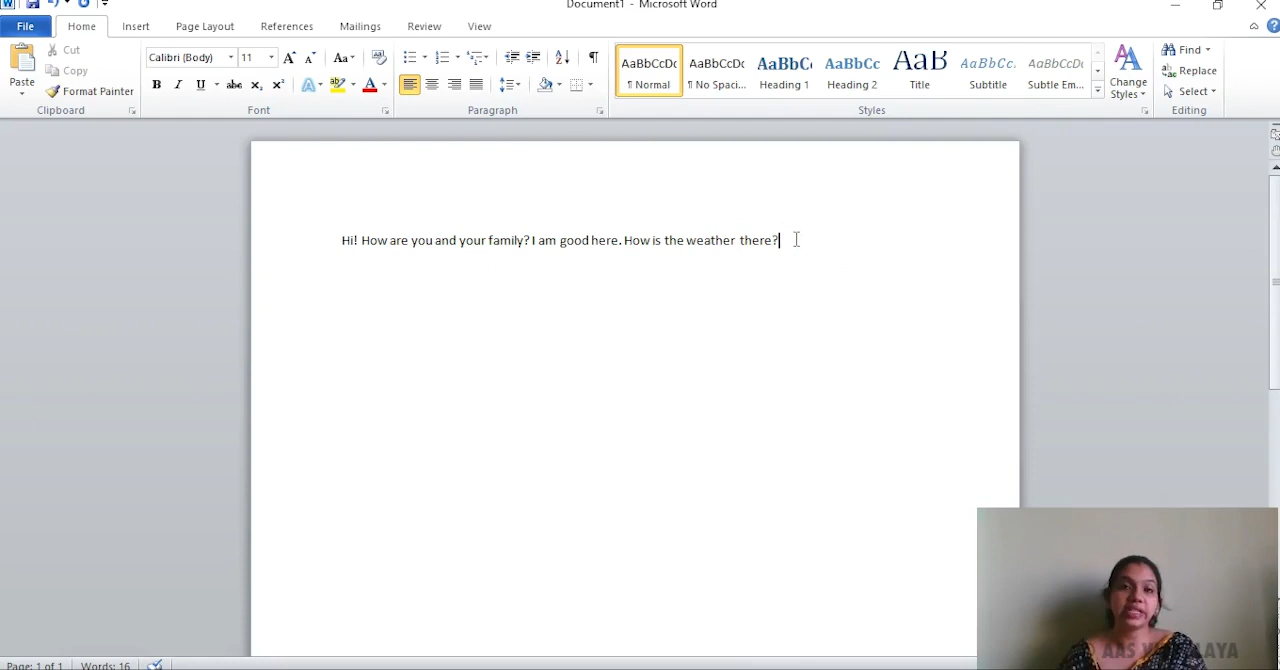 Document1 - Microsoft Word
File Home Insert Page Layout References Mailings Review View
Paste Cut Copy Format Painter Clipboard
Calibri (Body) 11 Font
Paragraph
AaBbCcDc AaBbCcDc AaBbC AaBbCc AaB AaBbCc. AaBbCcDc
¶ Normal ¶ No Spaci... Heading 1 Heading 2 Title Subtitle Subtle Em...
Styles
Change Styles
Find Replace Select Editing
Hi! How are you and your family? I am good here. How is the weather there?
Page: 1 of 1 Words: 16